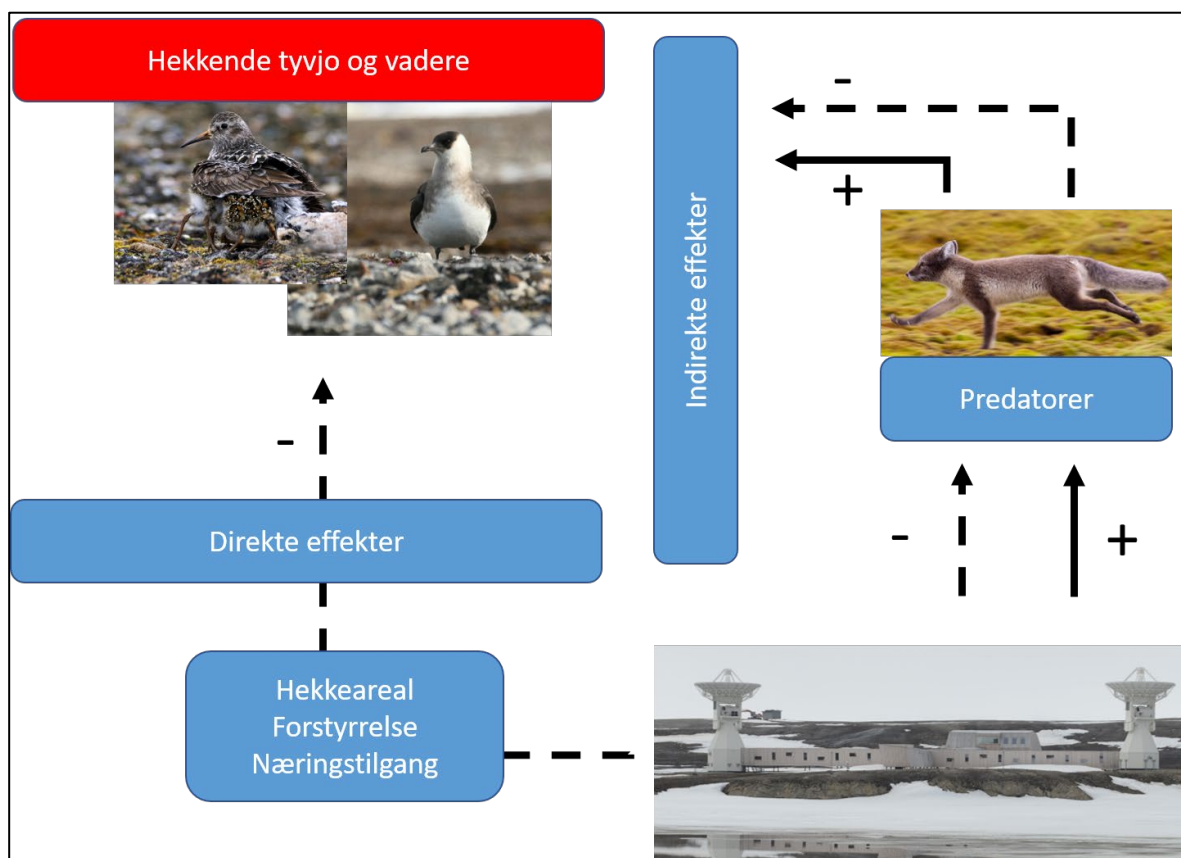 Hekkende tyvjo og vadere
Indirekte effekter
-
+
Predatorer
-
Direkte effekter
-
+
Hekkeareal
Forstyrrelse
Næringstilgang